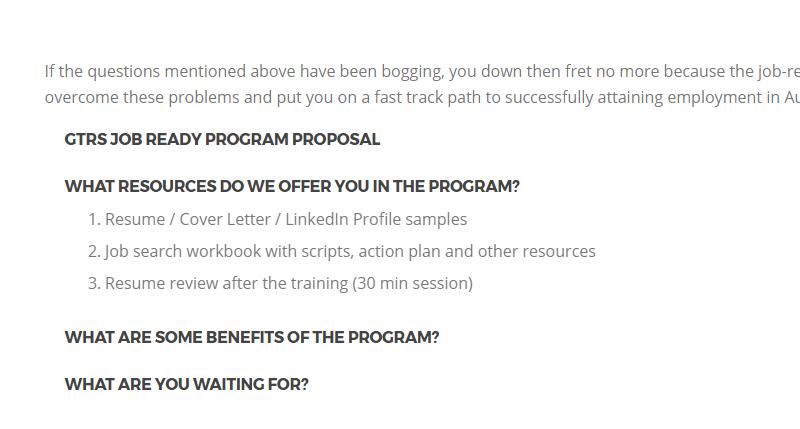 If the questions mentioned above have been bogging, you down then fret no more because the job-re
overcome these problems and put you on a fast track path to successfully attaining employment in Au
GTRS JOB READY PROGRAM PROPOSAL
WHAT RESOURCES DO WE OFFER YOU IN THE PROGRAM?
1. Resume / Cover Letter / LinkedIn Profile samples
2. Job search workbook with scripts, action plan and other resources
3. Resume review after the training (30 min session)
WHAT ARE SOME BENEFITS OF THE PROGRAM?
WHAT ARE YOU WAITING FOR?